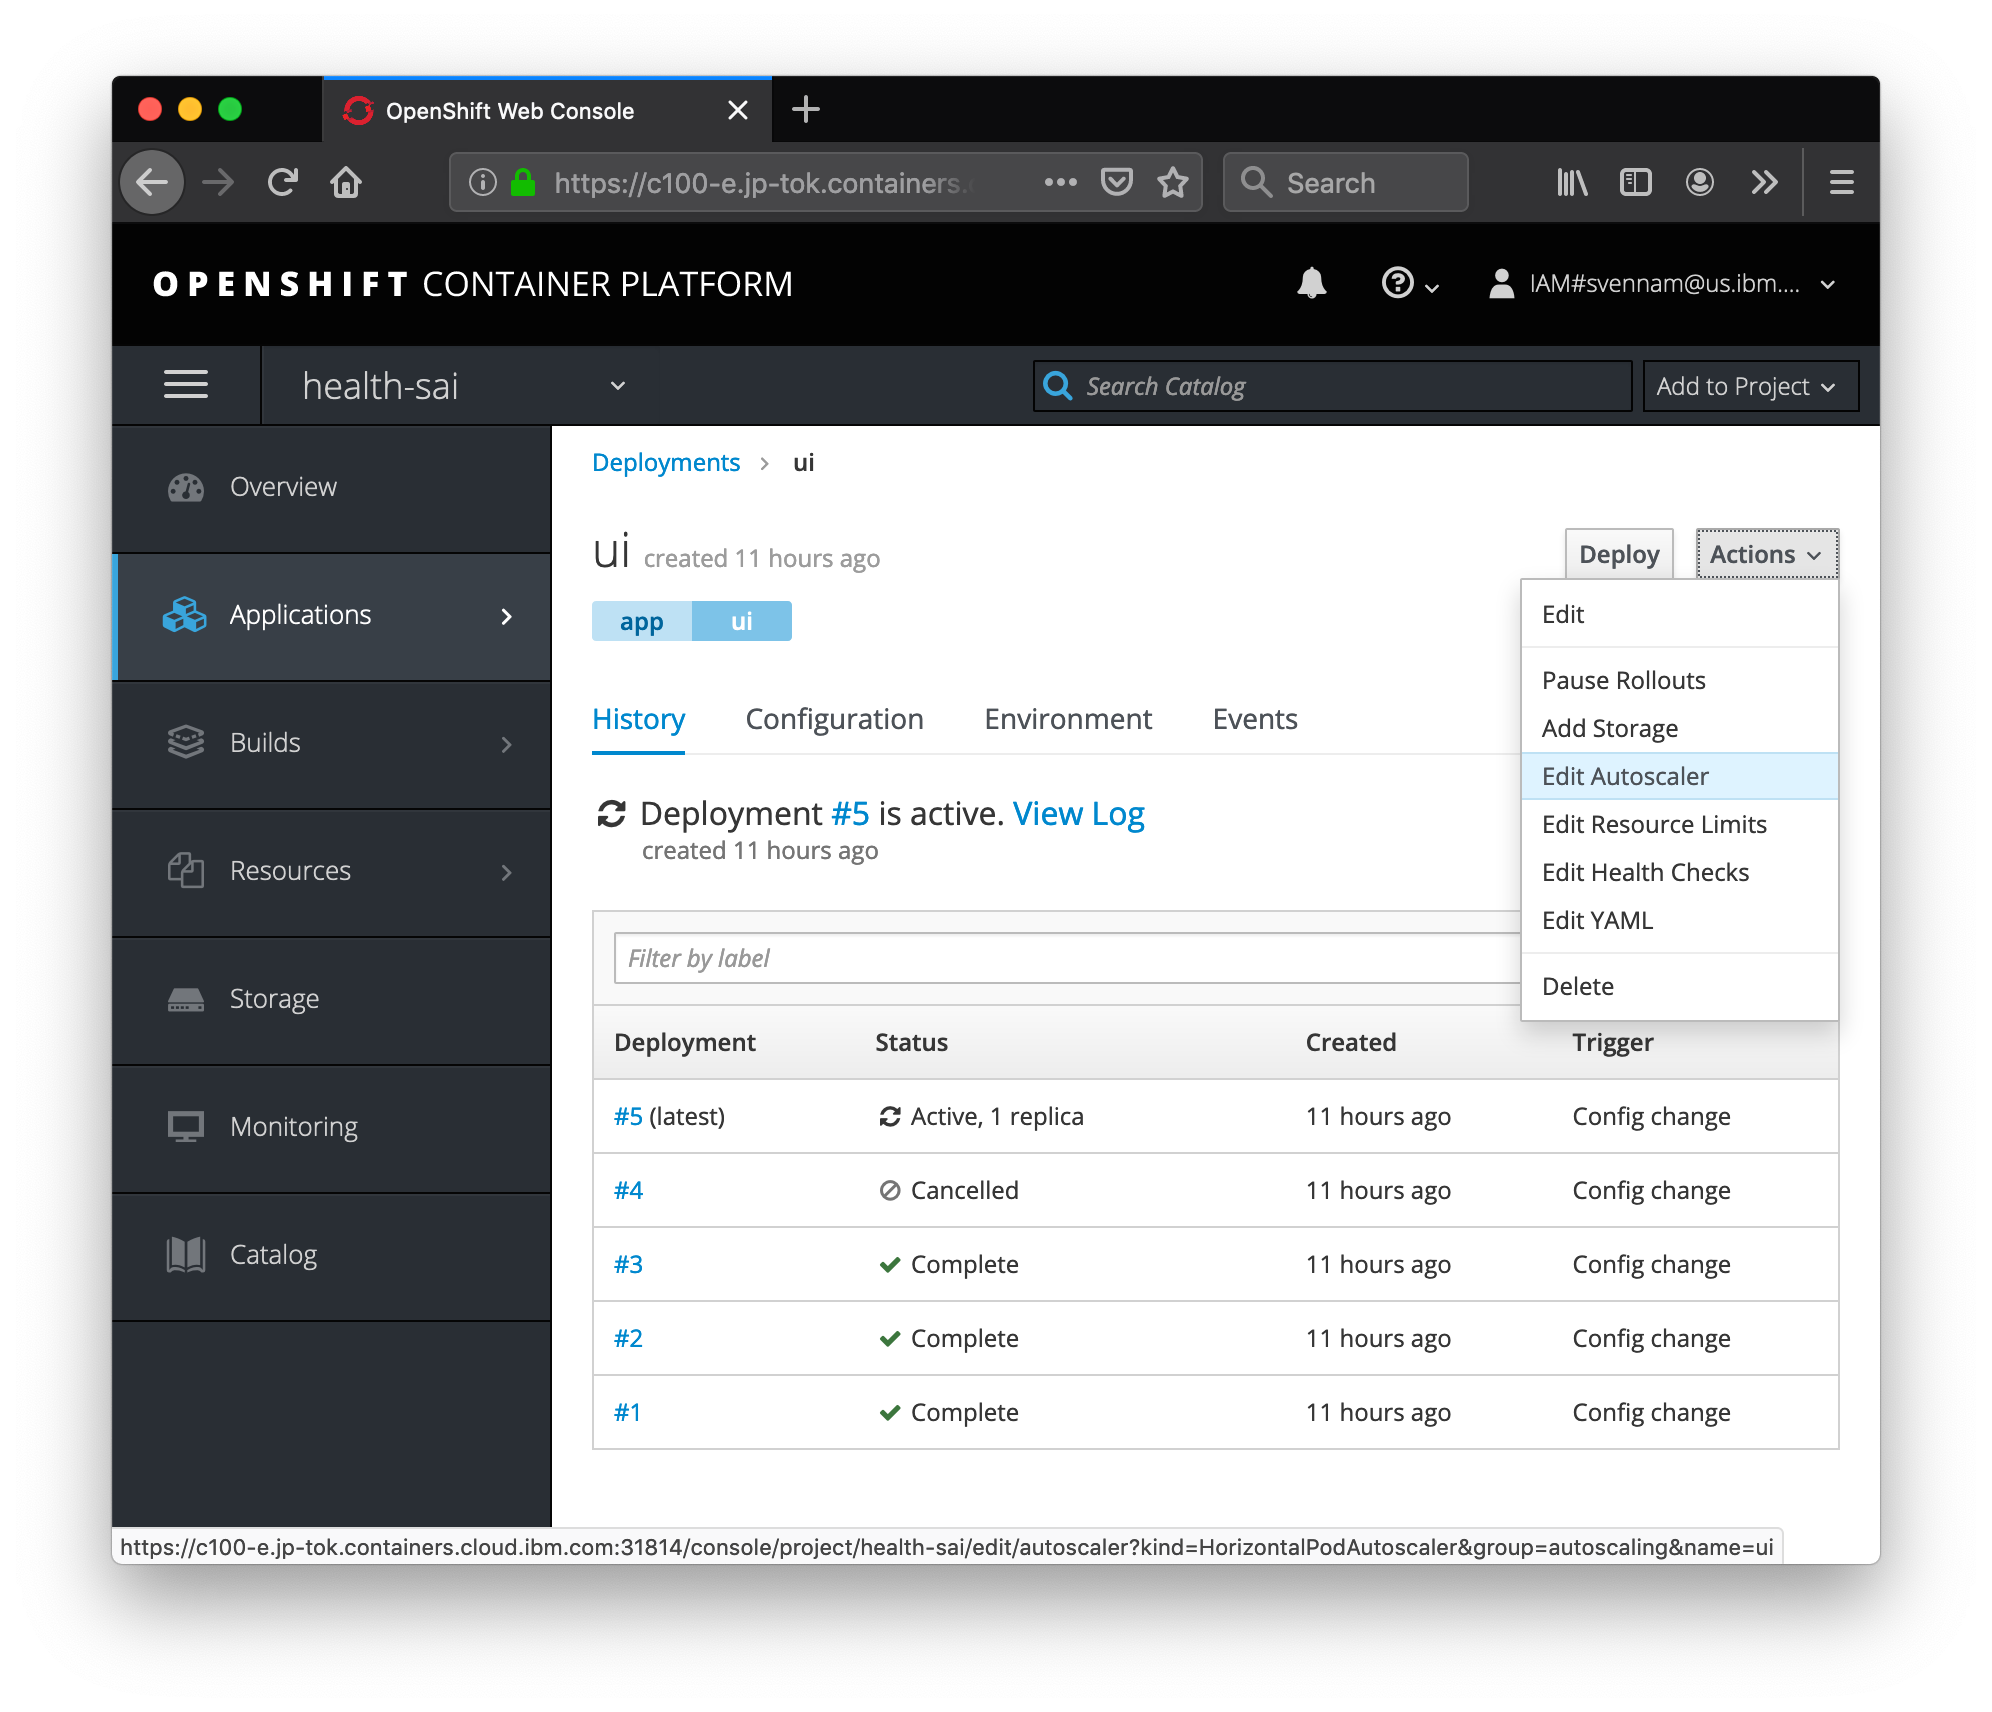 OpenShift Web Console
https://c100-e.jp-tok.containers.
Search
OPENSHIFT CONTAINER PLATFORM
IAM#svennam@us.ibm....
health-sai
Search Catalog
Add to Project
Overview
Applications
Builds
Resources
Storage
Monitoring
Catalog
Deployments > ui
ui created 11 hours ago
Deploy
Actions
app ui
Edit
Pause Rollouts
Add Storage
Edit Autoscaler
Edit Resource Limits
Edit Health Checks
Edit YAML
Delete
History Configuration Environment Events
Deployment #5 is active. View Log
created 11 hours ago
Filter by label
Deployment Status Created Trigger
#5 (latest) Active, 1 replica 11 hours ago Config change
#4 Cancelled 11 hours ago Config change
#3 Complete 11 hours ago Config change
#2 Complete 11 hours ago Config change
#1 Complete 11 hours ago Config change
https://c100-e.jp-tok.containers.cloud.ibm.com:31814/console/project/health-sai/edit/autoscaler?kind=HorizontalPodAutoscaler&group=autoscaling&name=ui